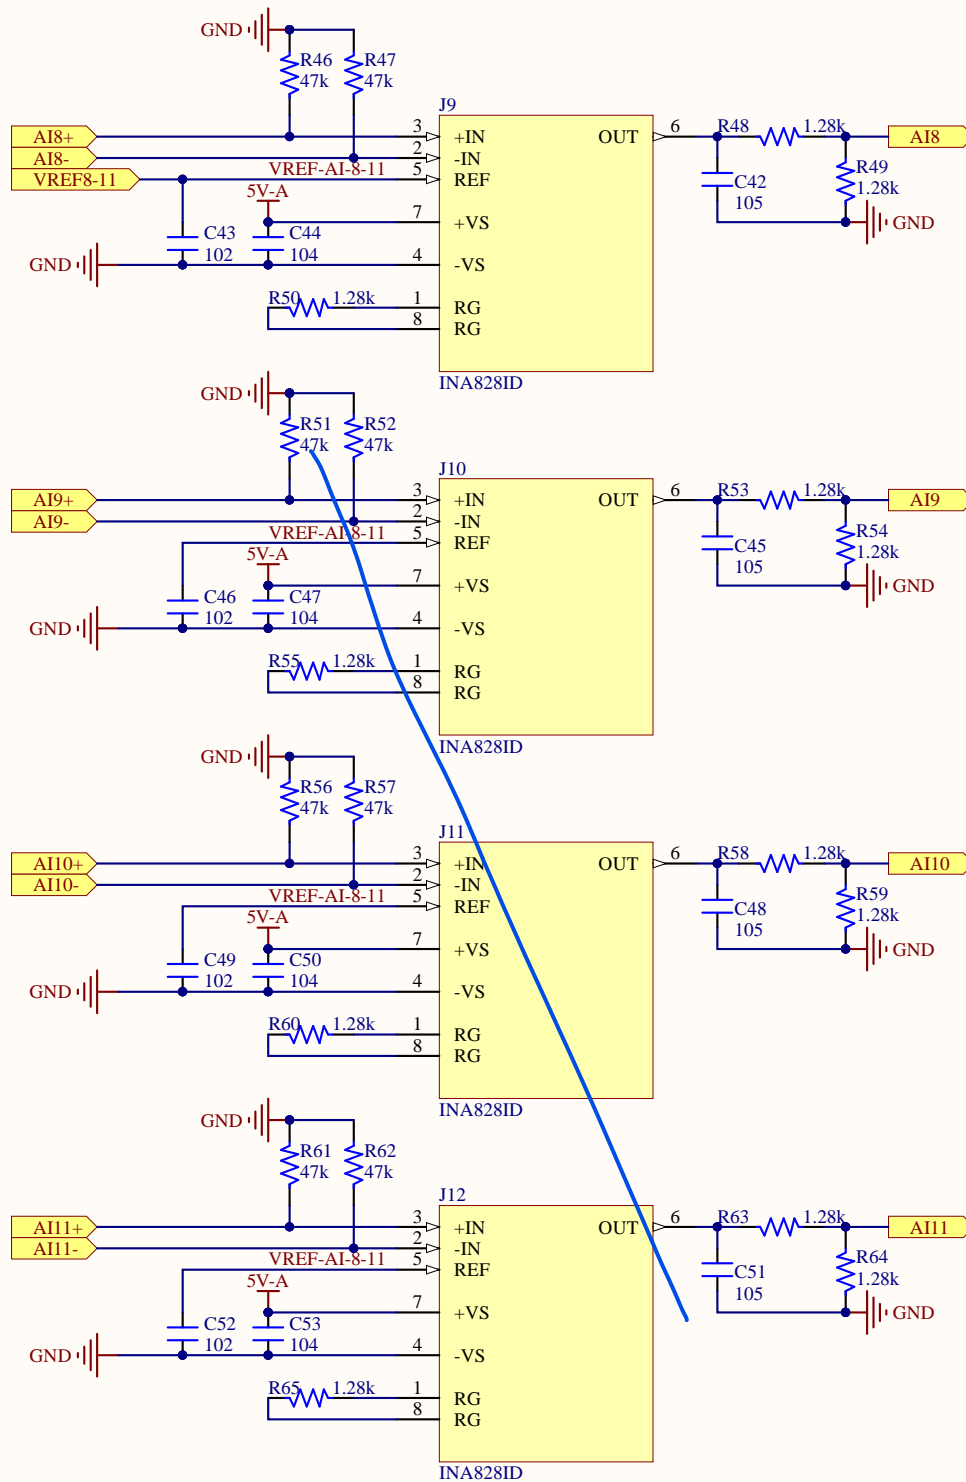 GND
R46 R47
47k 47k
J9
AI8+ 3 +IN OUT 6 R48 1.28k AI8
AI8- 2 -IN
VREF8-11 VREF-AI-8-11 5 REF
C42 105
R49 1.28k
5V-A
7 +VS
GND
C43 C44
102 104
GND 4 -VS
R50 1.28k 1 RG
8 RG
INA828ID
GND
R51 R52
47k 47k
J10
AI9+ 3 +IN OUT 6 R53 1.28k AI9
AI9- 2 -IN
VREF-AI-8-11 5 REF
C45 105
R54 1.28k
5V-A
7 +VS
GND
C46 C47
102 104
GND 4 -VS
R55 1.28k 1 RG
8 RG
INA828ID
GND
R56 R57
47k 47k
J11
AI10+ 3 +IN OUT 6 R58 1.28k AI10
AI10- 2 -IN
VREF-AI-8-11 5 REF
C48 105
R59 1.28k
5V-A
7 +VS
GND
C49 C50
102 104
GND 4 -VS
R60 1.28k 1 RG
8 RG
INA828ID
GND
R61 R62
47k 47k
J12
AI11+ 3 +IN OUT 6 R63 1.28k AI11
AI11- 2 -IN
VREF-AI-8-11 5 REF
C51 105
R64 1.28k
5V-A
7 +VS
GND
C52 C53
102 104
GND 4 -VS
R65 1.28k 1 RG
8 RG
INA828ID